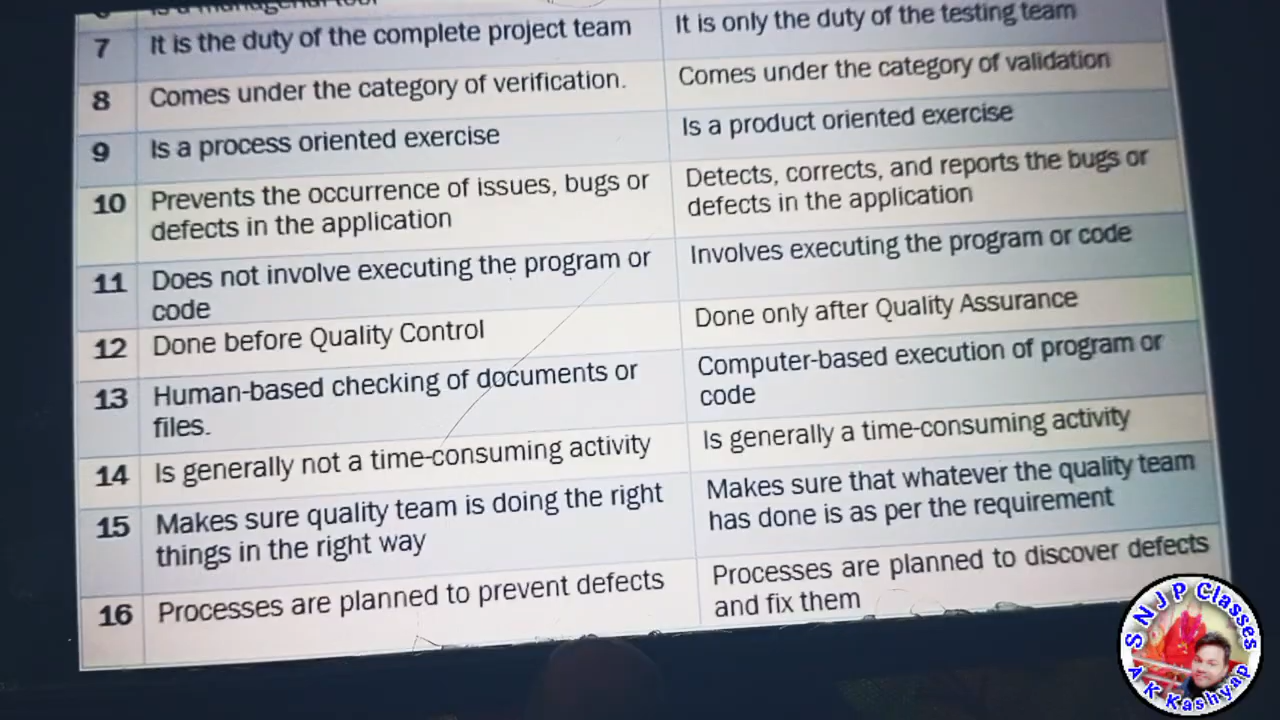 Is a managerial tool
7 It is the duty of the complete project team It is only the duty of the testing team
8 Comes under the category of verification. Comes under the category of validation
9 Is a process oriented exercise Is a product oriented exercise
10 Prevents the occurrence of issues, bugs or Detects, corrects, and reports the bugs or
defects in the application defects in the application
11 Does not involve executing the program or Involves executing the program or code
code
12 Done before Quality Control Done only after Quality Assurance
13 Human-based checking of documents or Computer-based execution of program or
files. code
14 Is generally not a time-consuming activity Is generally a time-consuming activity
15 Makes sure quality team is doing the right Makes sure that whatever the quality team
things in the right way has done is as per the requirement
16 Processes are planned to prevent defects Processes are planned to discover defects
and fix them
S N J P Classes
A K Kashyap